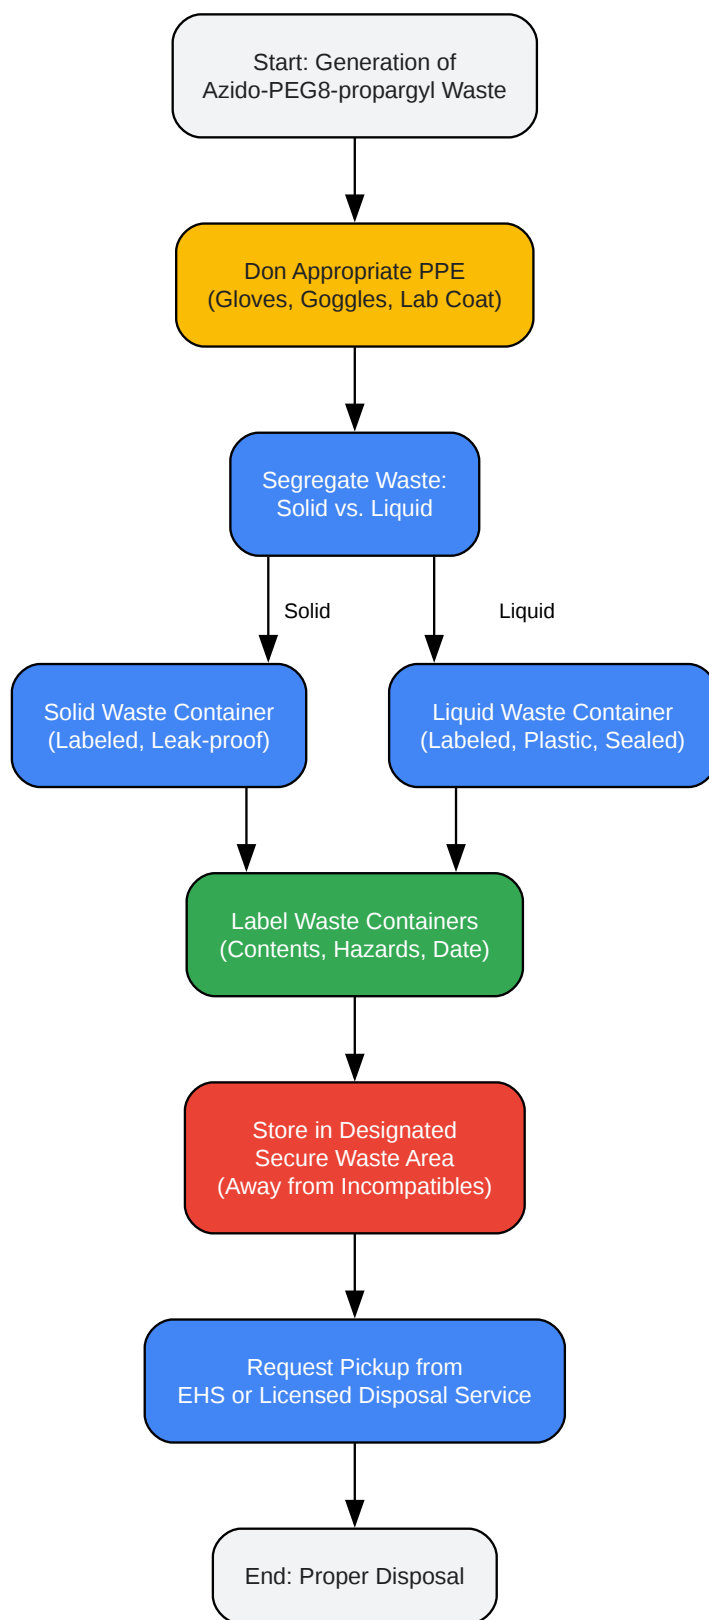 Start: Generation of
Azido-PEG8-propargyl Waste
Don Appropriate PPE
(Gloves, Goggles, Lab Coat)
Segregate Waste:
Solid vs. Liquid
Solid
Liquid
Solid Waste Container
(Labeled, Leak-proof)
Liquid Waste Container
(Labeled, Plastic, Sealed)
Label Waste Containers
(Contents, Hazards, Date)
Store in Designated
Secure Waste Area
(Away from Incompatibles)
Request Pickup from
EHS or Licensed Disposal Service
End: Proper Disposal